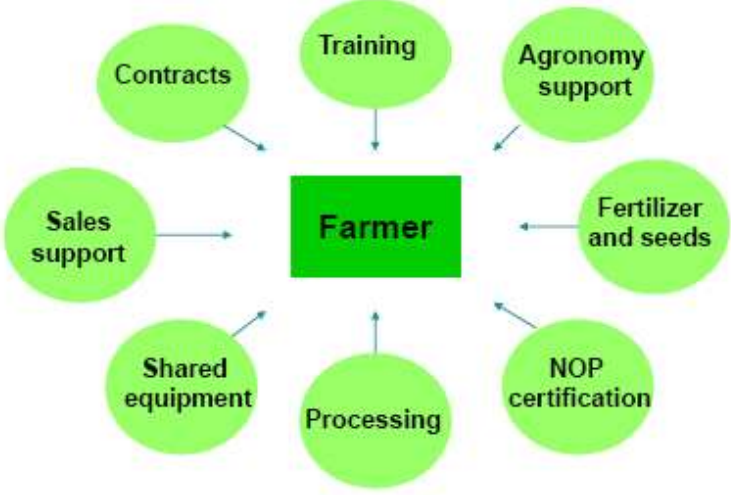 Training
Contracts
Agronomy
support
Sales
support
Farmer
Fertilizer
and seeds
Shared
equipment
Processing
NOP
certification